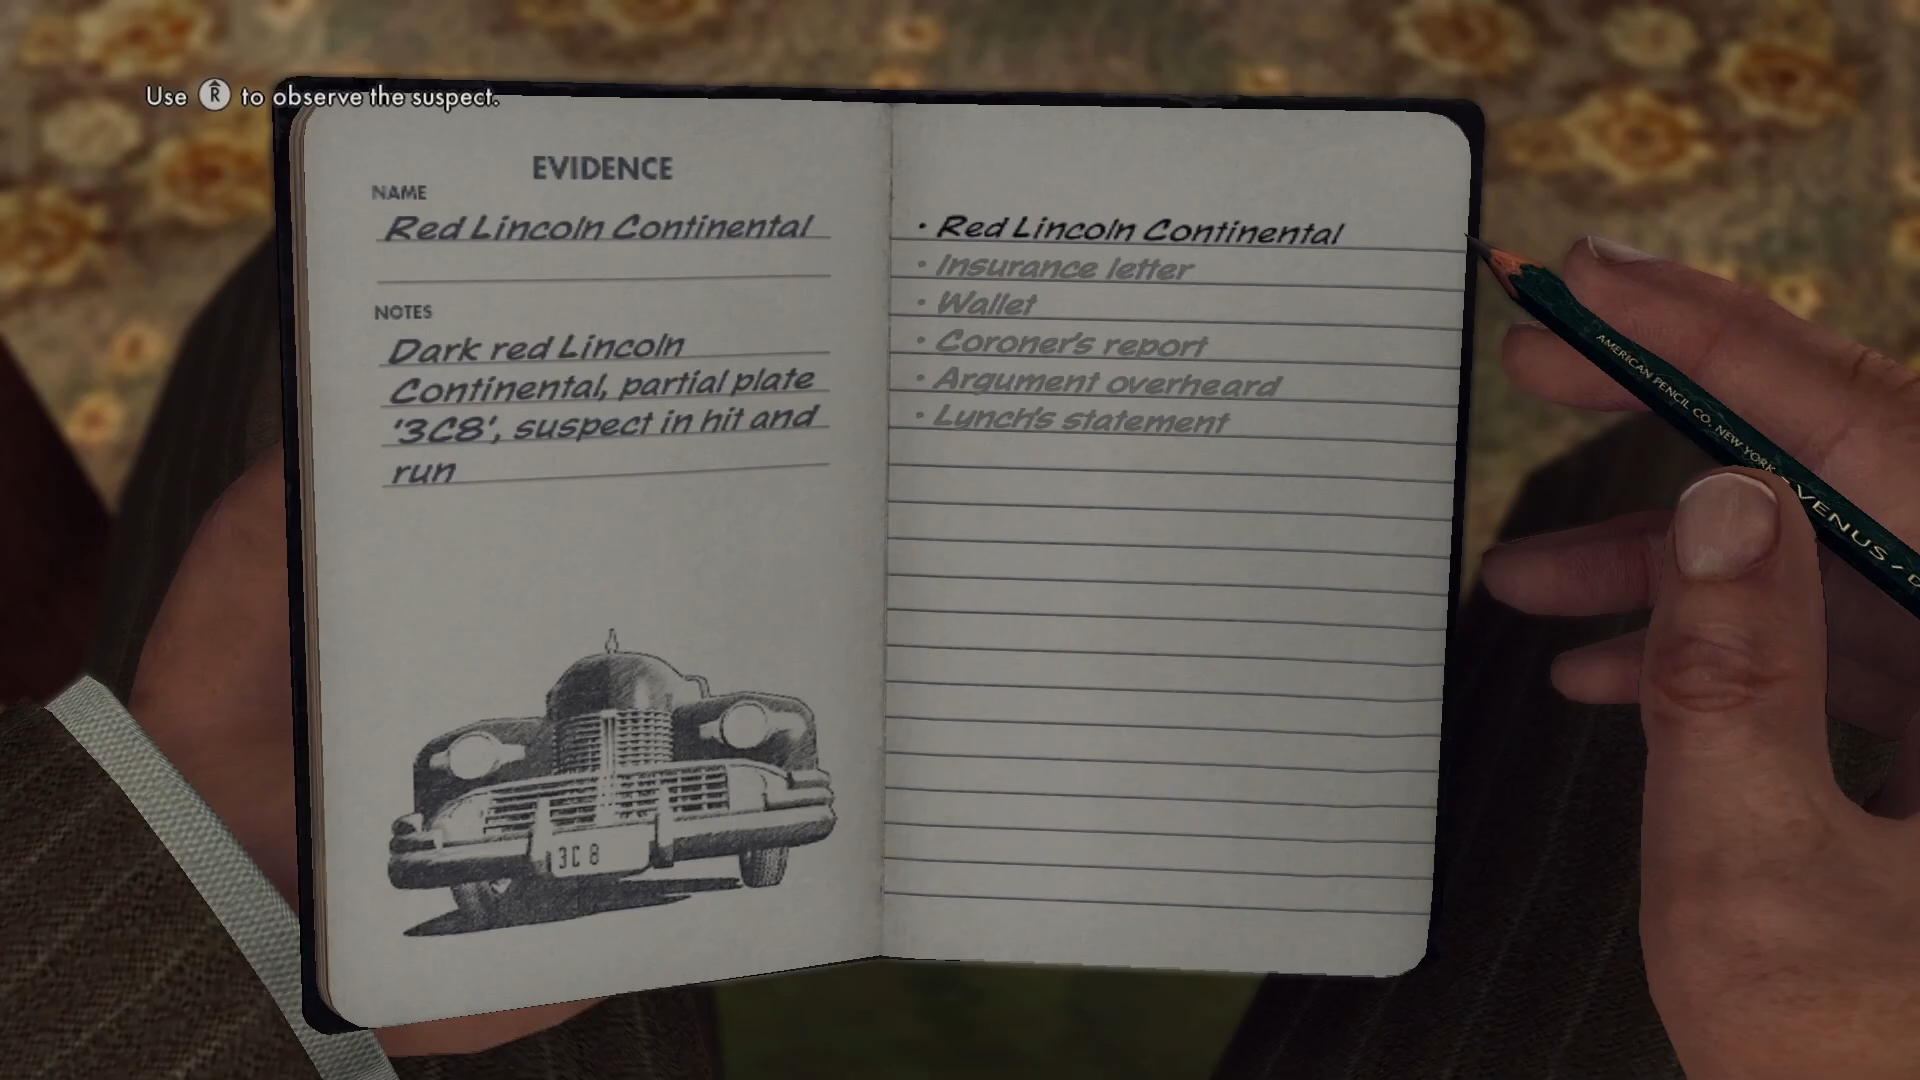 Use R to observe the suspect.
EVIDENCE
NAME
Red Lincoln Continental
NOTES
Dark red Lincoln
Continental, partial plate
'3C8', suspect in hit and
run
3C 8
• Red Lincoln Continental
• Insurance letter
• Wallet
• Coroner's report
• Argument overheard
• Lynch's statement
AMERICAN PENCIL CO. NEW YORK
VENUS